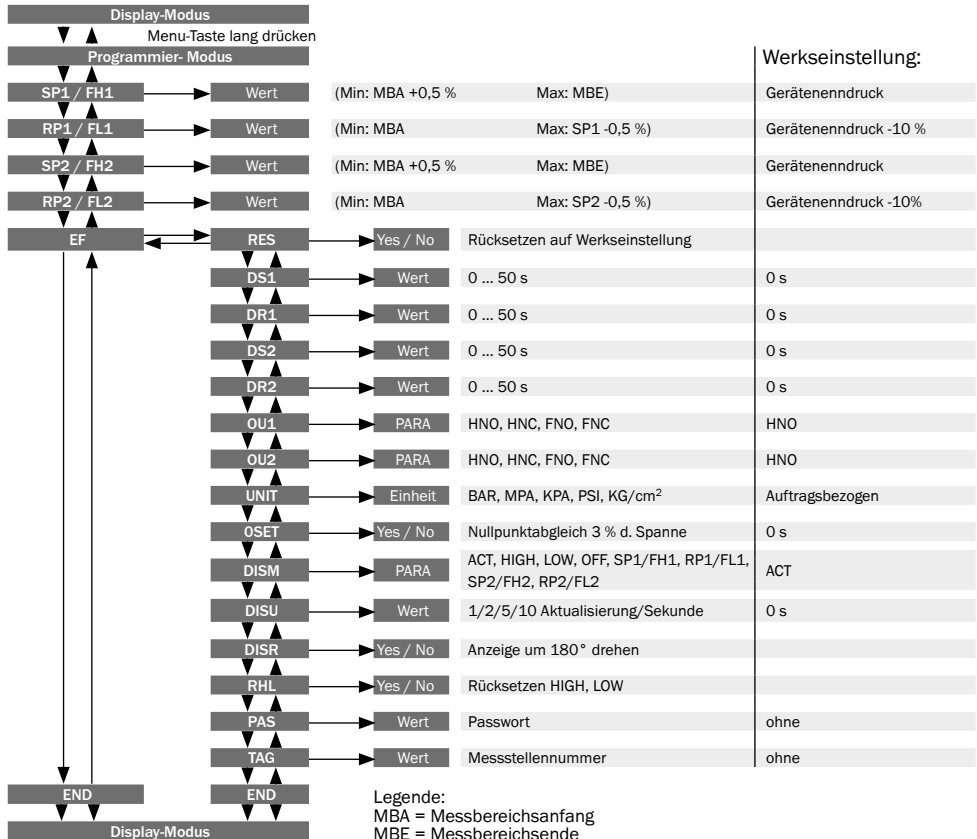 Display-Modus
Menu-Taste lang drücken
Programmier- Modus
Werkseinstellung:
SP1 / FH1 Wert (Min: MBA +0,5 % Max: MBE) Gerätenenndruck
RP1 / FL1 Wert (Min: MBA Max: SP1 -0,5 %) Gerätenenndruck -10 %
SP2 / FH2 Wert (Min: MBA +0,5 % Max: MBE) Gerätenenndruck
RP2 / FL2 Wert (Min: MBA Max: SP2 -0,5 %) Gerätenenndruck -10%
EF RES Yes / No Rücksetzen auf Werkseinstellung
DS1 Wert 0 ... 50 s 0 s
DR1 Wert 0 ... 50 s 0 s
DS2 Wert 0 ... 50 s 0 s
DR2 Wert 0 ... 50 s 0 s
OU1 PARA HNO, HNC, FNO, FNC HNO
OU2 PARA HNO, HNC, FNO, FNC HNO
UNIT Einheit BAR, MPA, KPA, PSI, KG/cm² Auftragsbezogen
0SET Yes / No Nullpunktabgleich 3 % d. Spanne 0 s
DISM PARA ACT, HIGH, LOW, OFF, SP1/FH1, RP1/FL1, ACT
SP2/FH2, RP2/FL2
DISU Wert 1/2/5/10 Aktualisierung/Sekunde 0 s
DISR Yes / No Anzeige um 180° drehen
RHL Yes / No Rücksetzen HIGH, LOW
PAS Wert Passwort ohne
TAG Wert Messstellennummer ohne
END END
Display-Modus
Legende:
MBA = Messbereichsanfang
MBE = Messbereichsende